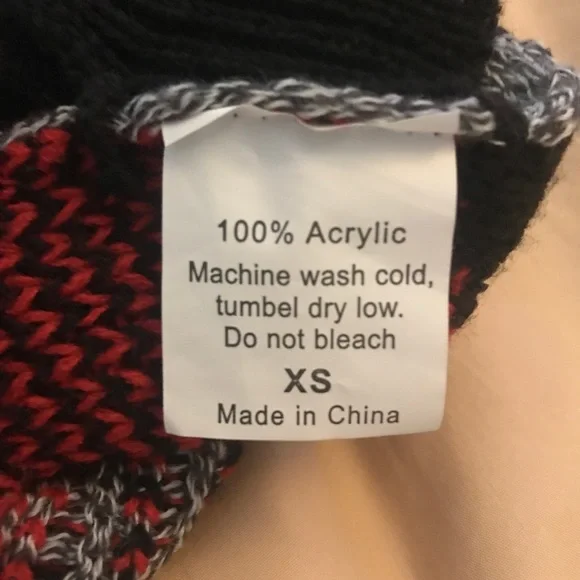 100% Acrylic
Machine wash cold,
tumbel dry low.
Do not bleach
XS
Made in China